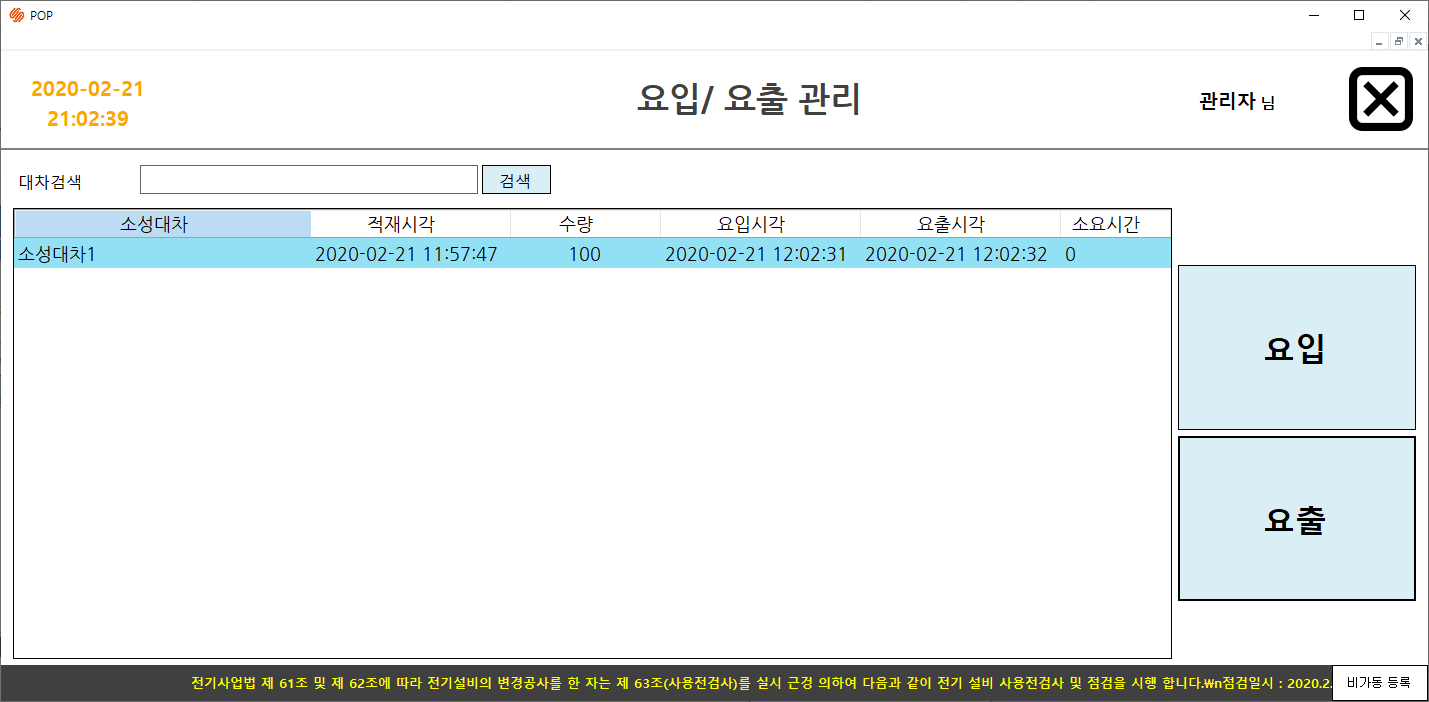 POP
2020-02-21
21:02:39
요입/ 요출 관리
관리자 님
대차검색
검색
소성대차 적재시각 수량 요입시각 요출시각 소요시간
소성대차1 2020-02-21 11:57:47 100 2020-02-21 12:02:31 2020-02-21 12:02:32 0
요입
요출
전기사업법 제 61조 및 제 62조에 따라 전기설비의 변경공사를 한 자는 제 63조(사용전검사)를 실시 근겅 의하여 다음과 같이 전기 설비 사용전검사 및 점검을 시행 합니다.₩n점검일시 : 2020.2.
비가동 등록